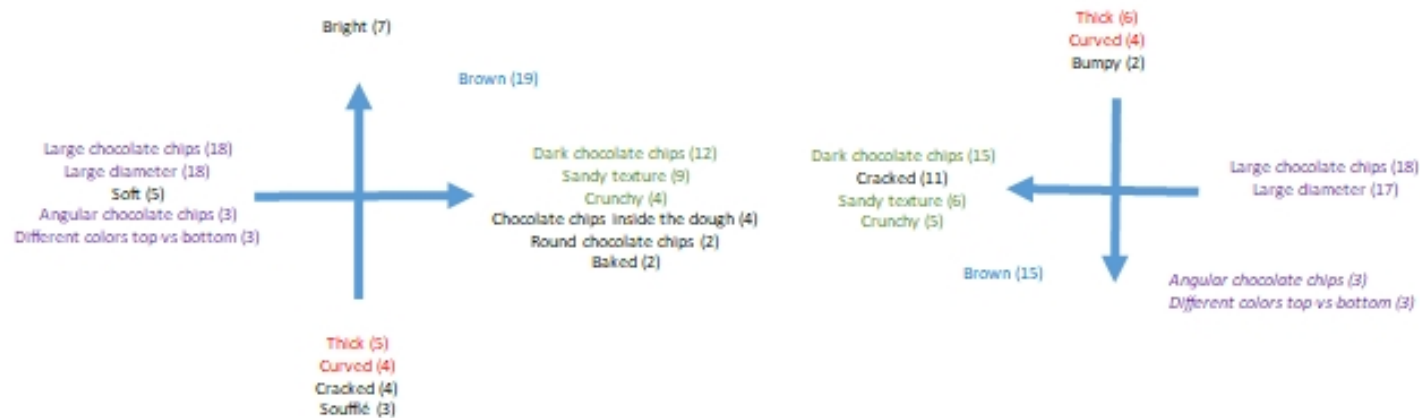 Bright (7)
Brown (19)
Large chocolate chips (18)
Large diameter (18)
Soft (5)
Angular chocolate chips (3)
Different colors top vs bottom (3)
Dark chocolate chips (12)
Sandy texture (9)
Crunchy (4)
Chocolate chips inside the dough (4)
Round chocolate chips (2)
Baked (2)
Thick (5)
Curved (4)
Cracked (4)
Soufflé (3)
Thick (6)
Curved (4)
Bumpy (2)
Dark chocolate chips (15)
Cracked (11)
Sandy texture (6)
Crunchy (5)
Large chocolate chips (18)
Large diameter (17)
Brown (15)
Angular chocolate chips (3)
Different colors top vs bottom (3)